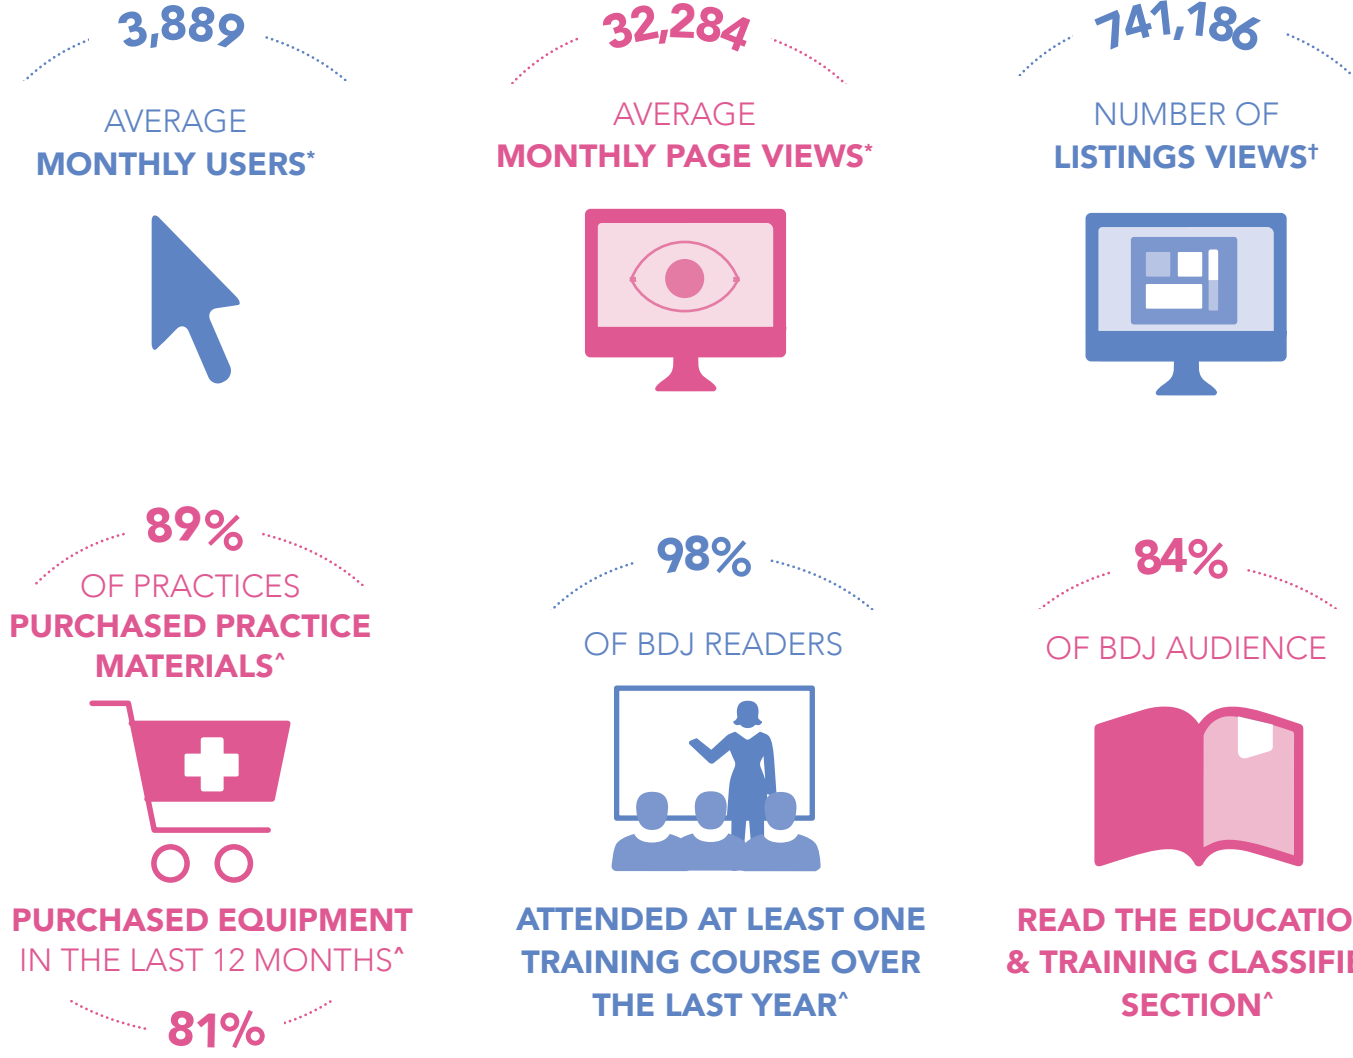 3,889
AVERAGE
MONTHLY USERS*
32,284
AVERAGE
MONTHLY PAGE VIEWS*
741,186
NUMBER OF
LISTINGS VIEWS†
89%
OF PRACTICES
PURCHASED PRACTICE
MATERIALS^
PURCHASED EQUIPMENT
IN THE LAST 12 MONTHS^
81%
98%
OF BDJ READERS
ATTENDED AT LEAST ONE
TRAINING COURSE OVER
THE LAST YEAR^
84%
OF BDJ AUDIENCE
READ THE EDUCATIO
& TRAINING CLASSIFIE
SECTION^